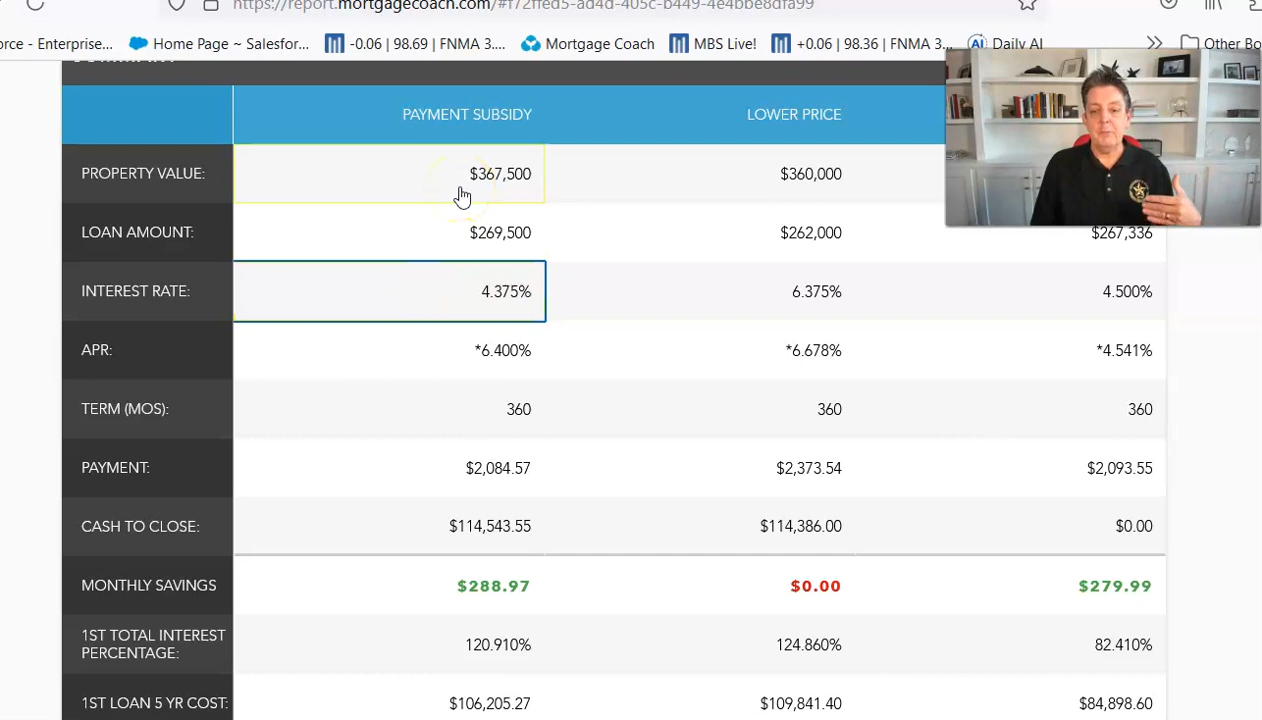 https://report.mortgagecoach.com/#f72ffed5-ad4d-405c-b449-4e4bbe8dfa99
rce - Enterprise... Home Page ~ Salesfor... -0.06 | 98.69 | FNMA 3.... Mortgage Coach MBS Live! +0.06 | 98.36 | FNMA 3... Daily AI Other Bo
PAYMENT SUBSIDY LOWER PRICE
PROPERTY VALUE: $367,500 $360,000
LOAN AMOUNT: $269,500 $262,000 $267,336
INTEREST RATE: 4.375% 6.375% 4.500%
APR: *6.400% *6.678% *4.541%
TERM (MOS): 360 360 360
PAYMENT: $2,084.57 $2,373.54 $2,093.55
CASH TO CLOSE: $114,543.55 $114,386.00 $0.00
MONTHLY SAVINGS $288.97 $0.00 $279.99
1ST TOTAL INTEREST
PERCENTAGE: 120.910% 124.860% 82.410%
1ST LOAN 5 YR COST: $106,205.27 $109,841.40 $84,898.60